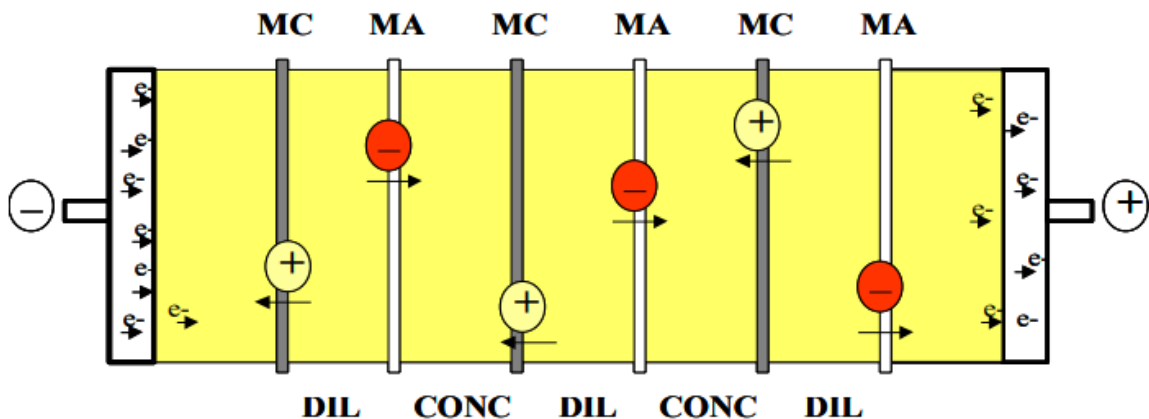 MC MA MC MA MC MA
e-
e-
+ e-
e-
−
e- − e-
− e- +
e-
+ e-
e-
−
e- e- + e- e-
DIL CONC DIL CONC DIL